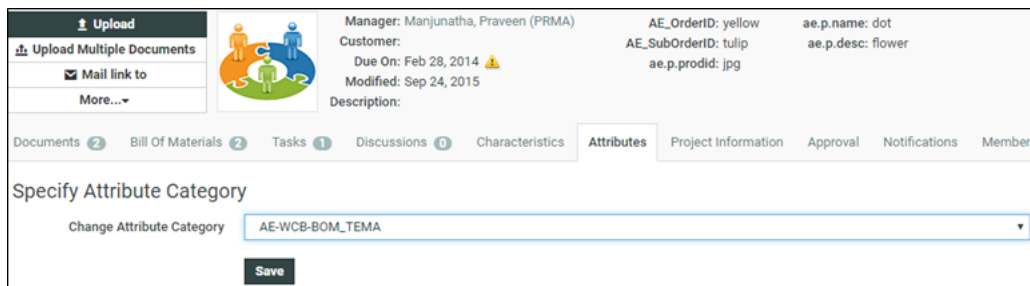 Upload
Upload Multiple Documents
Mail link to
More...
Manager: Manjunatha, Praveen (PRMA)
Customer:
Due On: Feb 28, 2014
Modified: Sep 24, 2015
Description:
AE_OrderID: yellow
AE_SubOrderID: tulip
ae.p.prodid: jpg
ae.p.name: dot
ae.p.desc: flower
Documents 2 Bill Of Materials 2 Tasks 1 Discussions 0 Characteristics Attributes Project Information Approval Notifications Member
Specify Attribute Category
Change Attribute Category AE-WCB-BOM_TEMA
Save